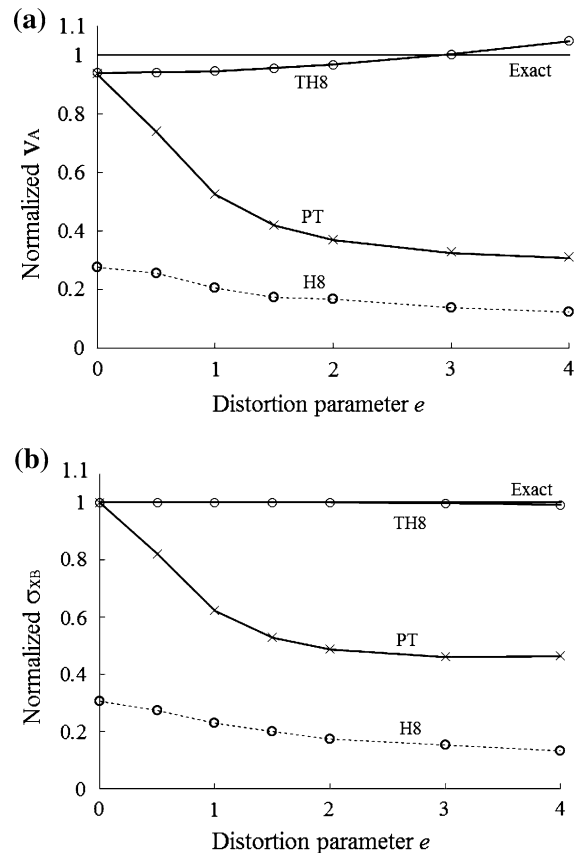 (a)
1.1
1
Exact
TH8
0.8
0.6
PT
0.4
H8
0.2
0
0 1 2 3 4
Normalized vA
Distortion parameter e
(b)
1.1
Exact
1
TH8
0.8
0.6
PT
0.4
H8
0.2
0
0 1 2 3 4
Normalized σXB
Distortion parameter e